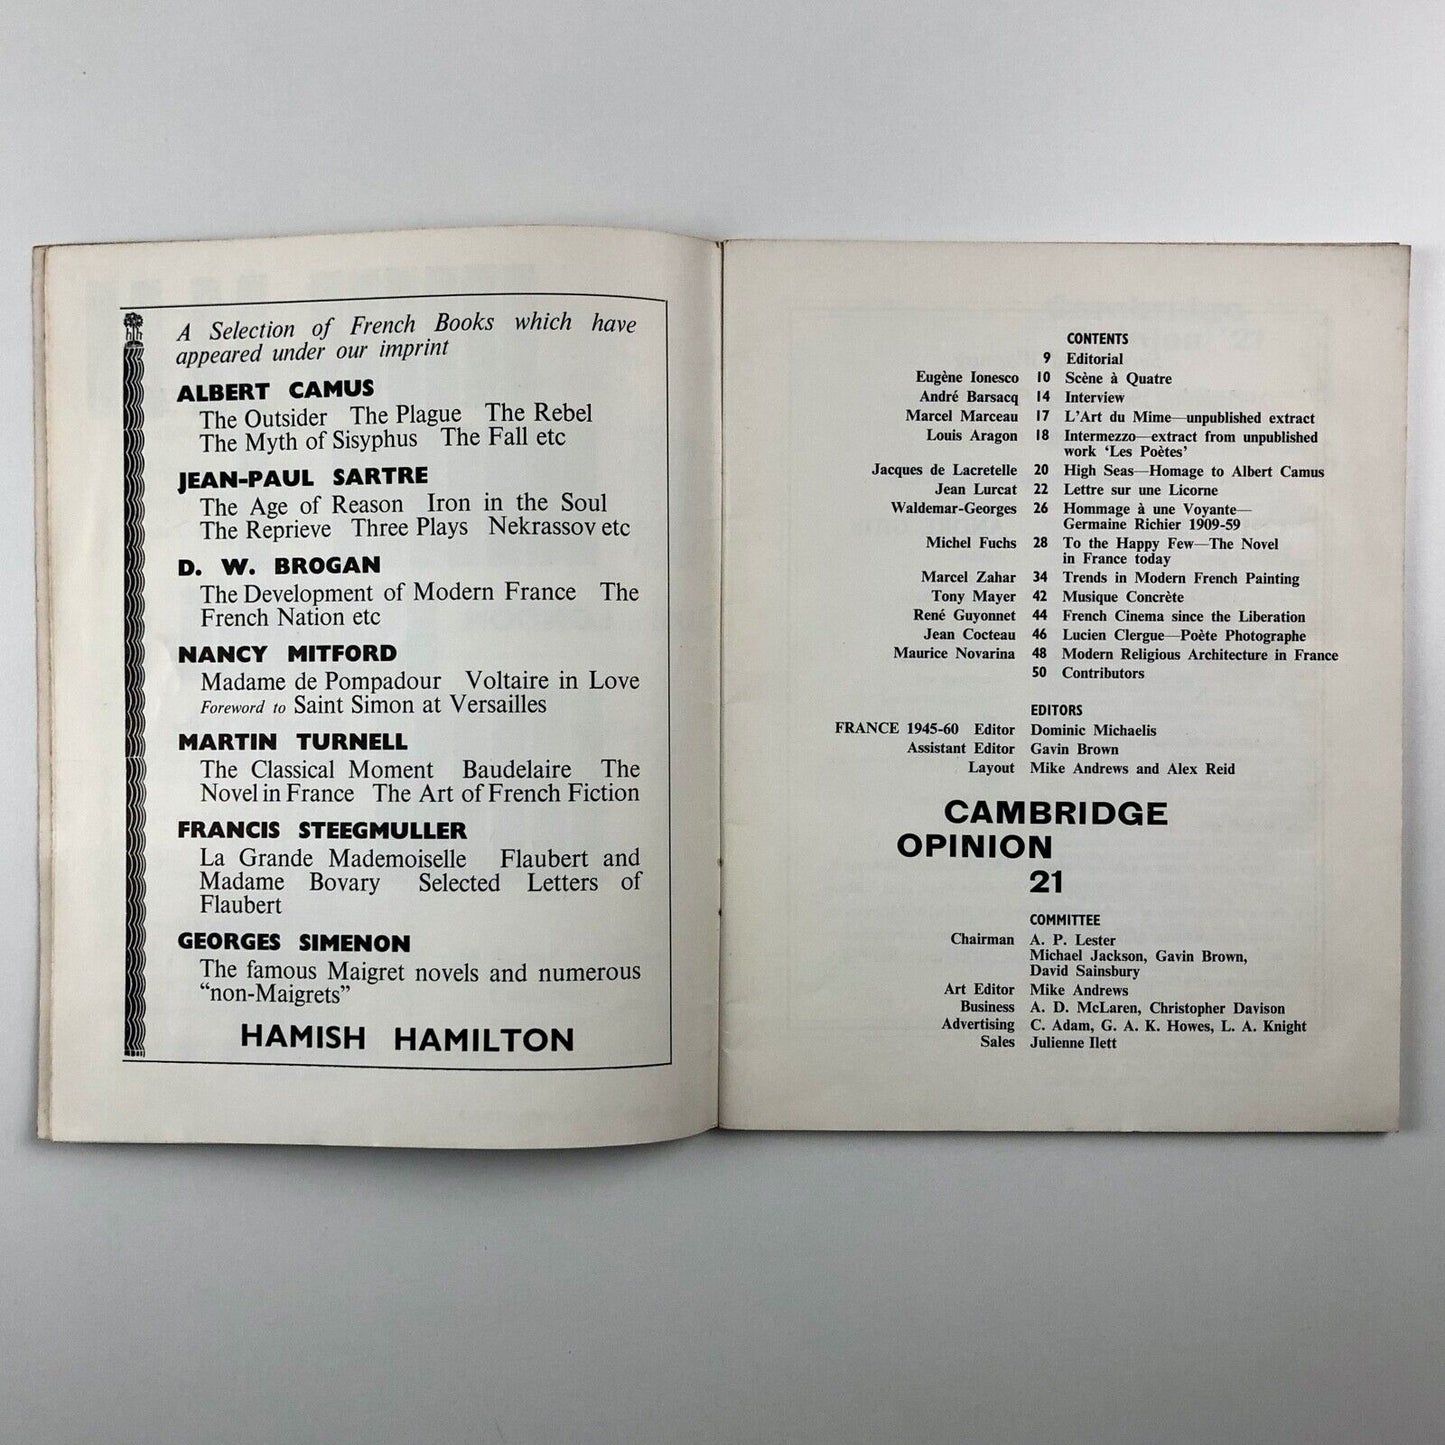 A Selection of French Books which have
appeared under our imprint
ALBERT CAMUS
The Outsider The Plague The Rebel
The Myth of Sisyphus The Fall etc
JEAN-PAUL SARTRE
The Age of Reason Iron in the Soul
The Reprieve Three Plays Nekrassov etc
D. W. BROGAN
The Development of Modern France The
French Nation etc
NANCY MITFORD
Madame de Pompadour Voltaire in Love
Foreword to Saint Simon at Versailles
MARTIN TURNELL
The Classical Moment Baudelaire The
Novel in France The Art of French Fiction
FRANCIS STEEGMULLER
La Grande Mademoiselle Flaubert and
Madame Bovary Selected Letters of
Flaubert
GEORGES SIMENON
The famous Maigret novels and numerous
“non-Maigrets”
HAMISH HAMILTON
CONTENTS
9 Editorial
Eugène Ionesco 10 Scène à Quatre
André Barsacq 14 Interview
Marcel Marceau 17 L'Art du Mime—unpublished extract
Louis Aragon 18 Intermezzo—extract from unpublished
work ‘Les Poètes’
Jacques de Lacretelle 20 High Seas—Homage to Albert Camus
Jean Lurcat 22 Lettre sur une Licorne
Waldemar-Georges 26 Hommage à une Voyante—
Germaine Richier 1909-59
Michel Fuchs 28 To the Happy Few—The Novel
in France today
Marcel Zahar 34 Trends in Modern French Painting
Tony Mayer 42 Musique Concrète
René Guyonnet 44 French Cinema since the Liberation
Jean Cocteau 46 Lucien Clergue—Poète Photographe
Maurice Novarina 48 Modern Religious Architecture in France
50 Contributors
EDITORS
FRANCE 1945-60 Editor Dominic Michaelis
Assistant Editor Gavin Brown
Layout Mike Andrews and Alex Reid
CAMBRIDGE
OPINION
21
COMMITTEE
Chairman A. P. Lester
Michael Jackson, Gavin Brown,
David Sainsbury
Art Editor Mike Andrews
Business A. D. McLaren, Christopher Davison
Advertising C. Adam, G. A. K. Howes, L. A. Knight
Sales Julienne Ilett